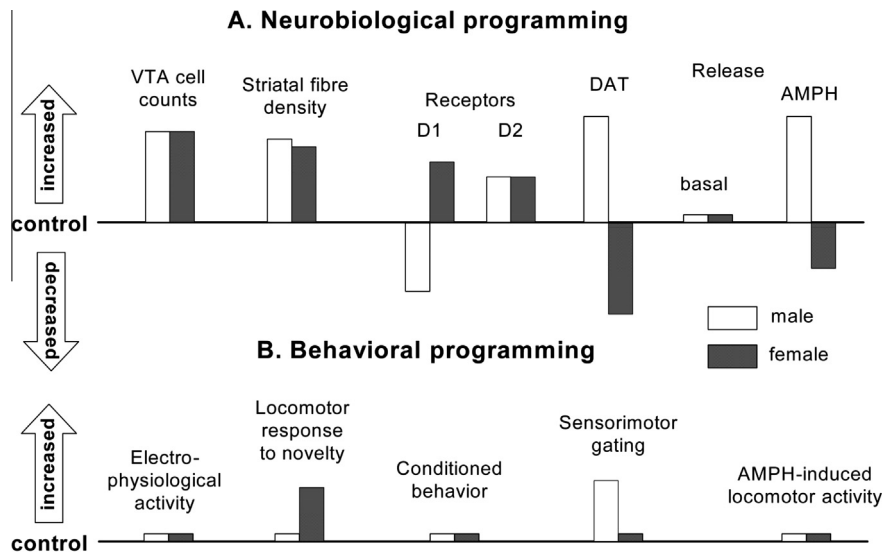 A. Neurobiological programming
VTA cell
counts
Striatal fibre
density
Receptors
D1
D2
DAT
Release
basal
AMPH
increased
control
decreased
male
female
B. Behavioral programming
increased
Electro-
physiological
activity
Locomotor
response
to novelty
Conditioned
behavior
Sensorimotor
gating
AMPH-induced
locomotor activity
control